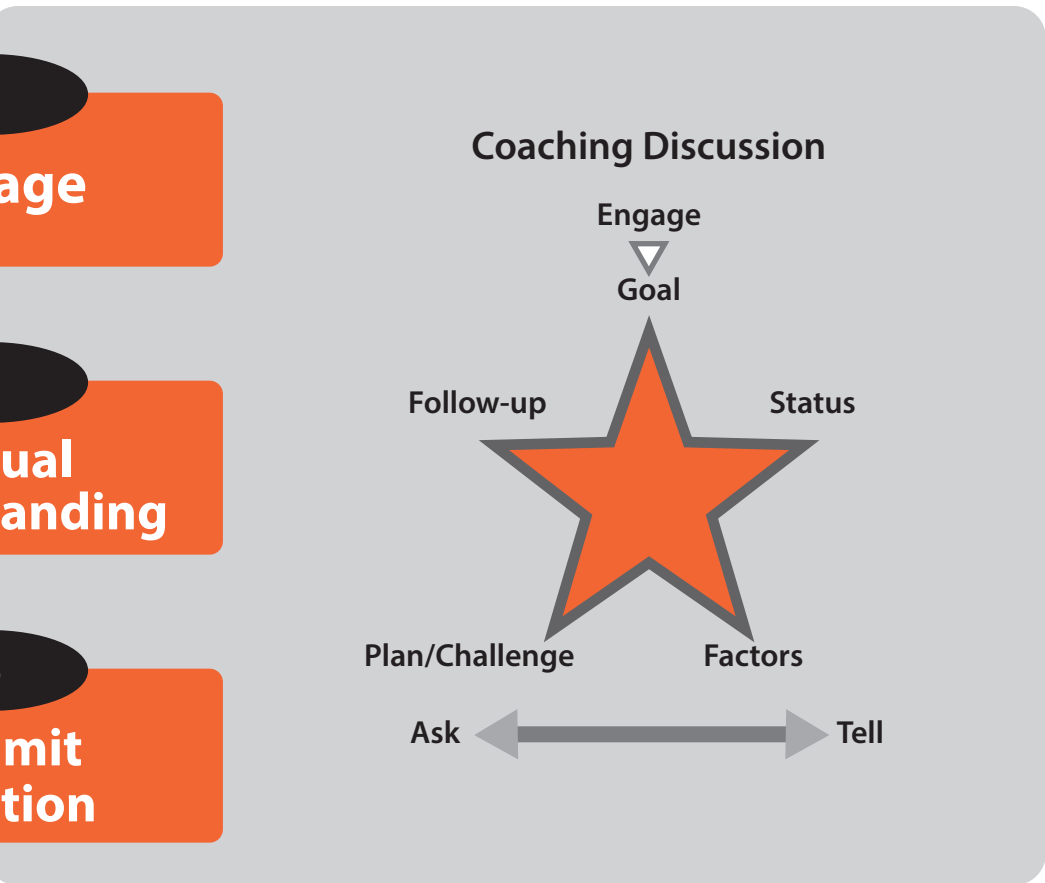 age
ual
anding
mit
tion
Coaching Discussion
Engage
Goal
Follow-up
Status
Plan/Challenge
Factors
Ask
Tell